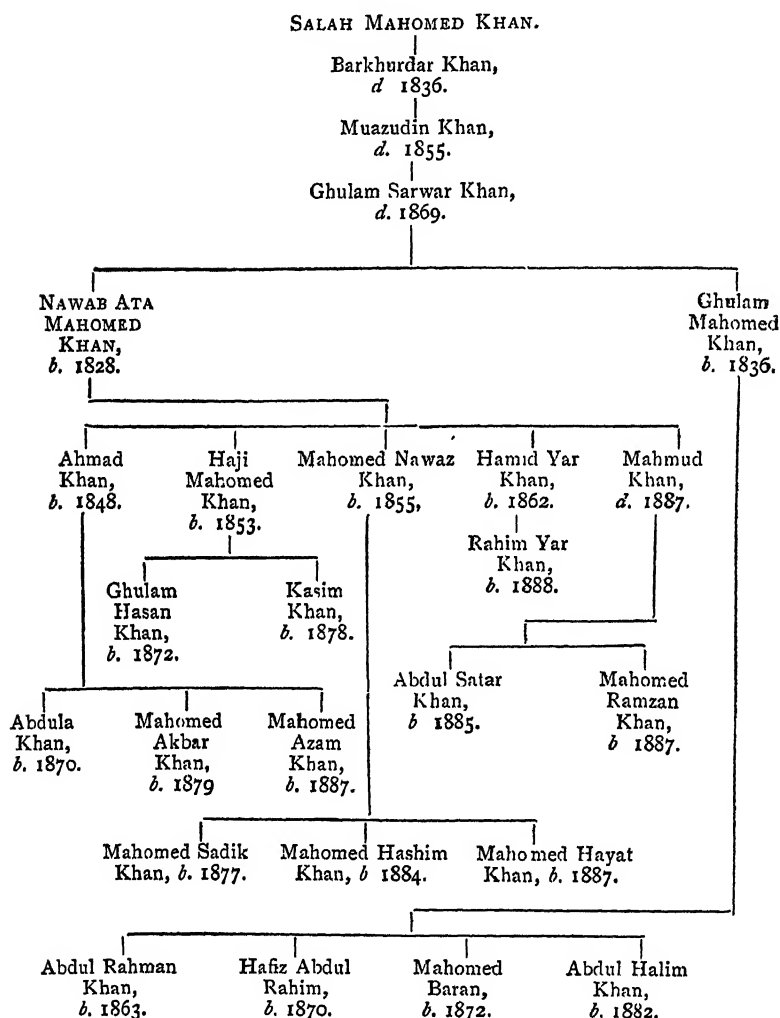 SALAH MAHOMED KHAN.
Barkhurdar Khan,
d 1836.
Muazudin Khan,
d. 1855.
Ghulam Sarwar Khan,
d. 1869.
NAWAB ATA
MAHOMED
KHAN,
b. 1828.
Ghulam
Mahomed
Khan,
b. 1836.
Ahmad
Khan,
b. 1848.
Haji
Mahomed
Khan,
b. 1853.
Mahomed Nawaz
Khan,
b. 1855,
Hamid Yar
Khan,
b. 1862.
Mahmud
Khan,
d. 1887.
Rahim Yar
Khan,
b. 1888.
Ghulam
Hasan
Khan,
b. 1872.
Kasim
Khan,
b. 1878.
Abdul Satar
Khan,
b 1885.
Mahomed
Ramzan
Khan,
b 1887.
Abdula
Khan,
b. 1870.
Mahomed
Akbar
Khan,
b. 1879
Mahomed
Azam
Khan,
b. 1887.
Mahomed Sadik
Khan, b. 1877.
Mahomed Hashim
Khan, b 1884.
Mahomed Hayat
Khan, b. 1887.
Abdul Rahman
Khan,
b. 1863.
Hafiz Abdul
Rahim,
b. 1870.
Mahomed
Baran,
b. 1872.
Abdul Halim
Khan,
b. 1882.